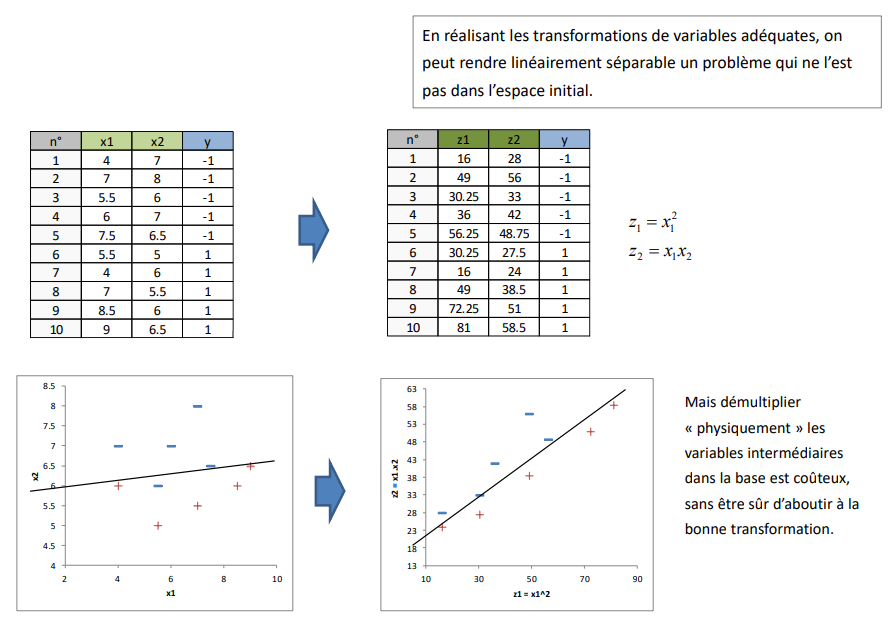 En réalisant les transformations de variables adéquates, on
peut rendre linéairement séparable un problème qui ne l’est
pas dans l’espace initial.
n° x1 x2 y
1 4 7 -1
2 7 8 -1
3 5.5 6 -1
4 6 7 -1
5 7.5 6.5 -1
6 5.5 5 1
7 4 6 1
8 7 5.5 1
9 8.5 6 1
10 9 6.5 1
n° z1 z2 y
1 16 28 -1
2 49 56 -1
3 30.25 33 -1
4 36 42 -1
5 56.25 48.75 -1
6 30.25 27.5 1
7 16 24 1
8 49 38.5 1
9 72.25 51 1
10 81 58.5 1
z₁ = x₁²
z₂ = x₁x₂
8.5
8
7.5
7
6.5
6
5.5
5
4.5
4
x2
2 4 6 8 10
x1
63
58
53
48
43
38
33
28
23
18
13
z2 = x1.x2
10 30 50 70 90
z1 = x1^2
Mais démultiplier
« physiquement » les
variables intermédiaires
dans la base est coûteux,
sans être sûr d’aboutir à la
bonne transformation.